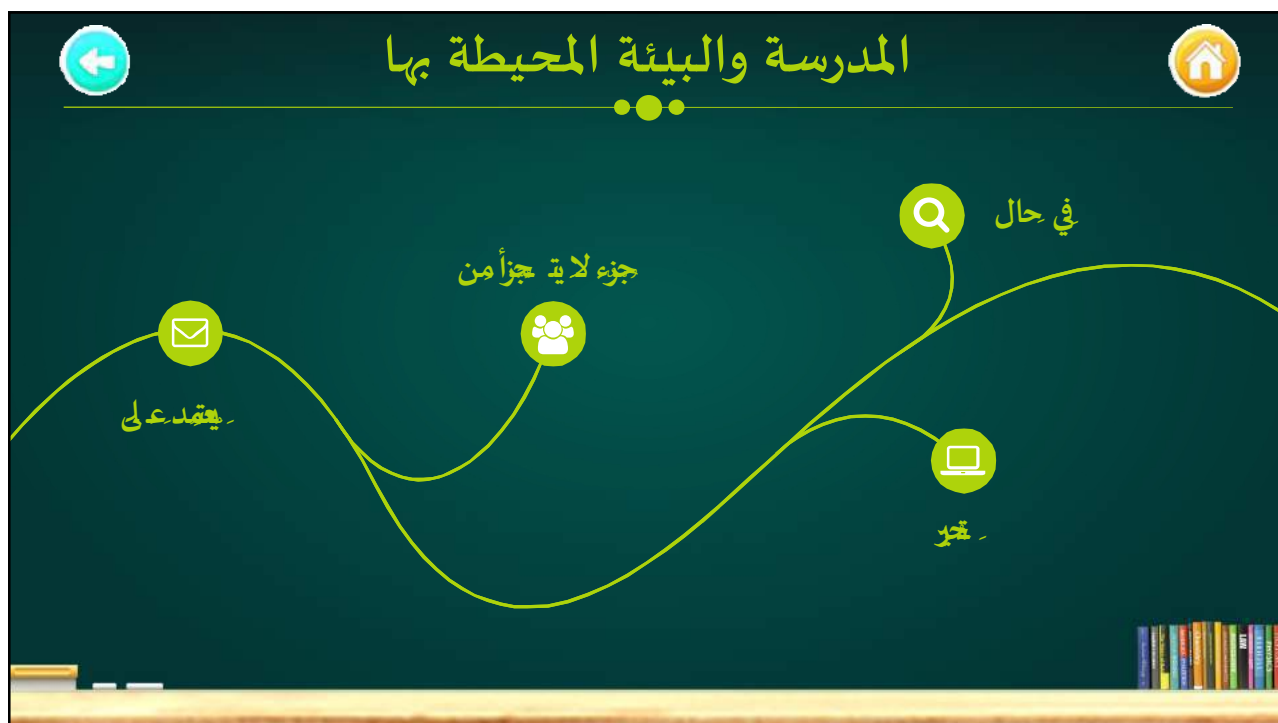 المدرسة والبيئة المحيطة بها
في حال
جزء لا يتجزأ من
يعتمد على